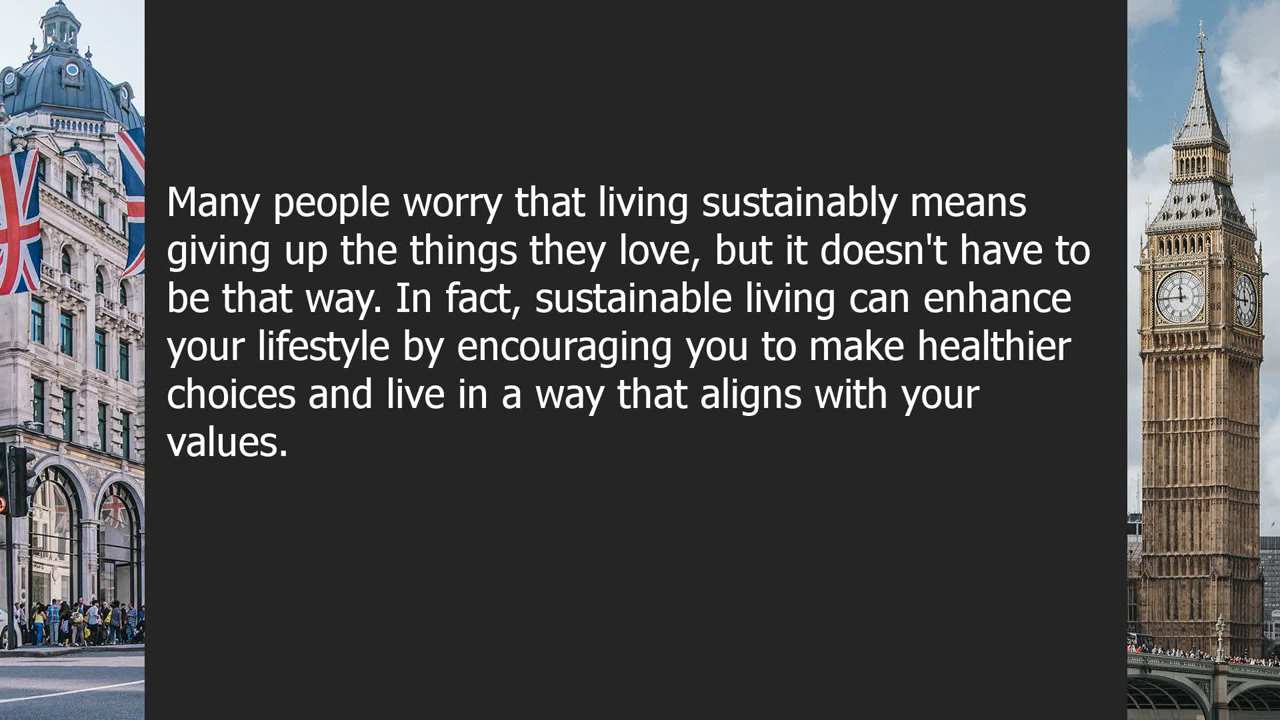 Many people worry that living sustainably means
giving up the things they love, but it doesn't have to
be that way. In fact, sustainable living can enhance
your lifestyle by encouraging you to make healthier
choices and live in a way that aligns with your
values.